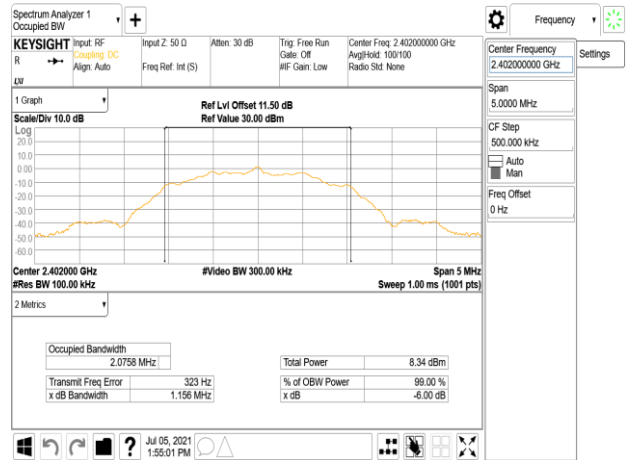 Spectrum Analyzer 1
Occupied BW
Frequency
KEYSIGHT
R
LXI
Input: RF
Coupling: DC
Align: Auto
Input Z: 50 Ω
Freq Ref: Int (S)
Atten: 30 dB
Trig: Free Run
Gate: Off
#IF Gain: Low
Center Freq: 2.402000000 GHz
Avg|Hold: 100/100
Radio Std: None
Center Frequency
2.402000000 GHz
Settings
Span
5.0000 MHz
CF Step
500.000 kHz
Auto
Man
Freq Offset
0 Hz
1 Graph
Scale/Div 10.0 dB
Ref Lvl Offset 11.50 dB
Ref Value 30.00 dBm
Log
20.0
10.0
0.00
-10.0
-20.0
-30.0
-40.0
-50.0
-60.0
Center 2.402000 GHz
#Video BW 300.00 kHz
Span 5 MHz
#Res BW 100.00 kHz
Sweep 1.00 ms (1001 pts)
2 Metrics
Occupied Bandwidth
2.0758 MHz
Total Power 8.34 dBm
Transmit Freq Error 323 Hz
% of OBW Power 99.00 %
x dB Bandwidth 1.156 MHz
x dB -6.00 dB
?
Jul 05, 2021
1:55:01 PM